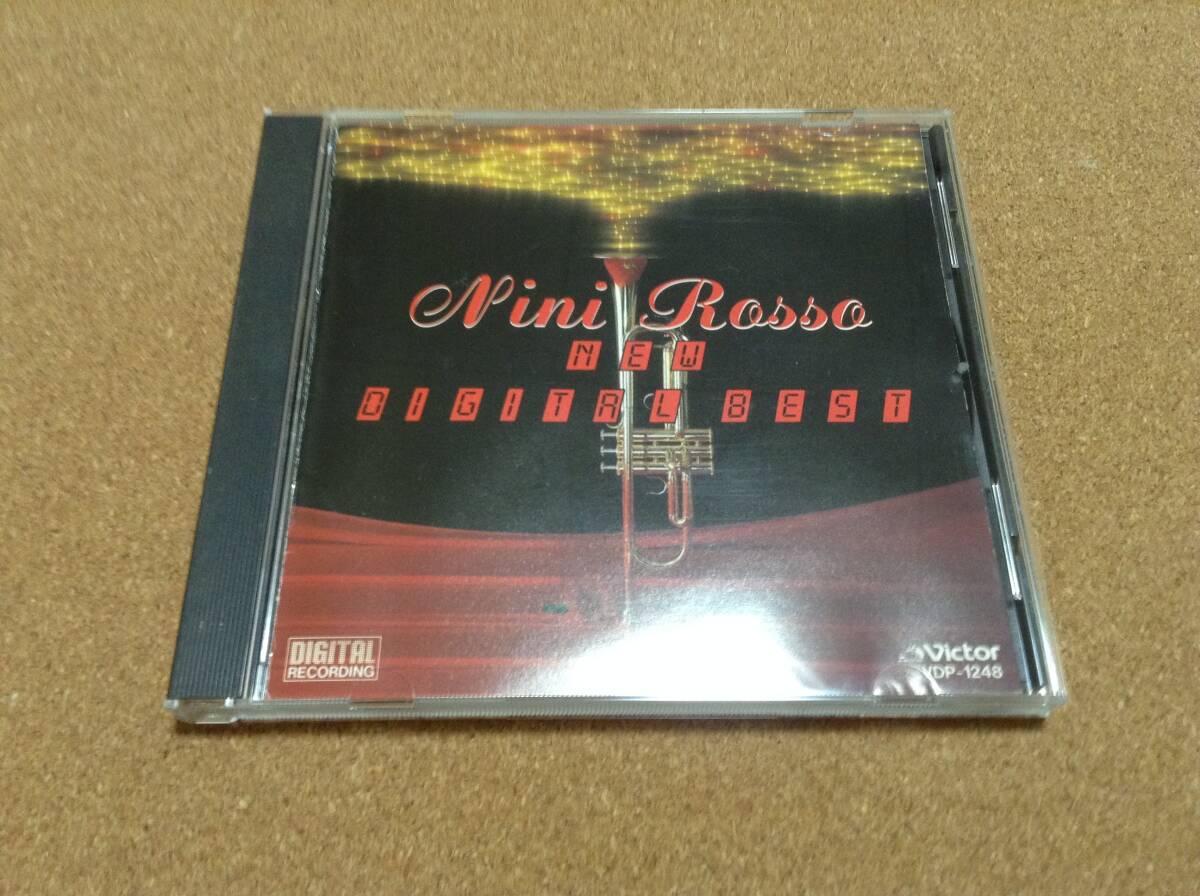 Nini Rosso
NEW
DIGITAL BEST
DIGITAL
RECORDING
Victor
VDP-1248